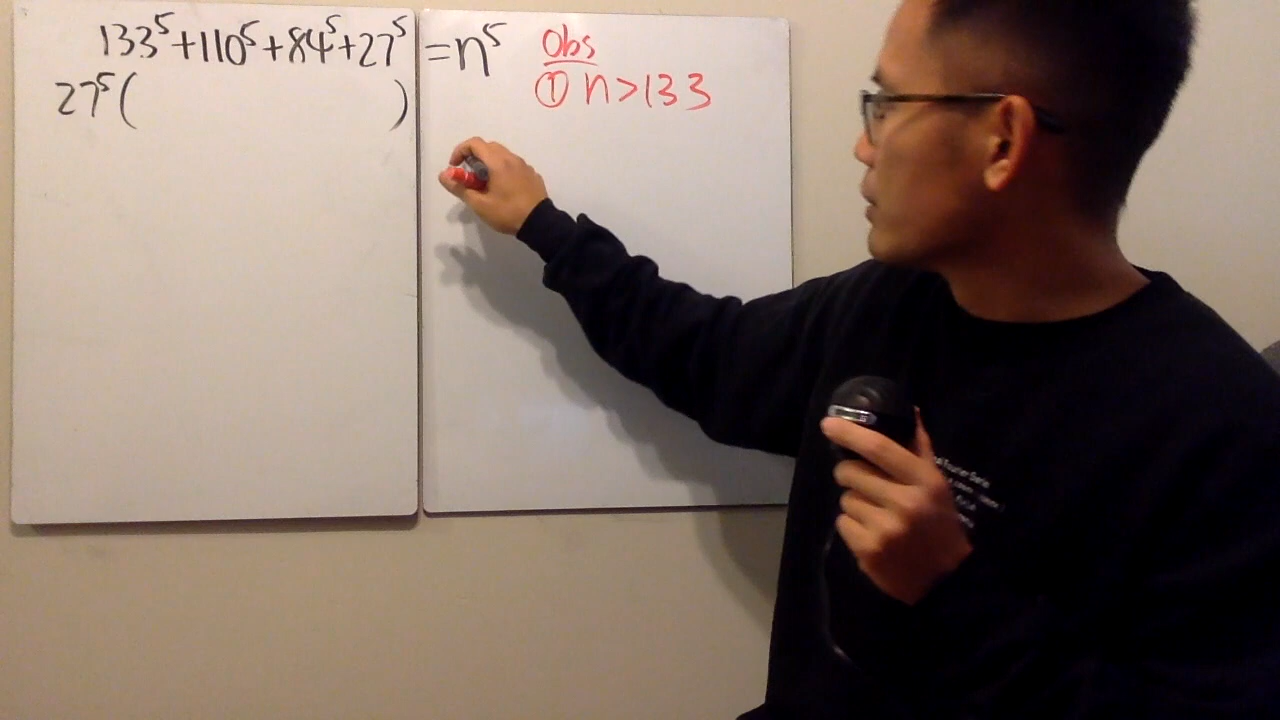 133⁵+110⁵+84⁵+27⁵ = n⁵
27⁵( )
Obs
① n>133